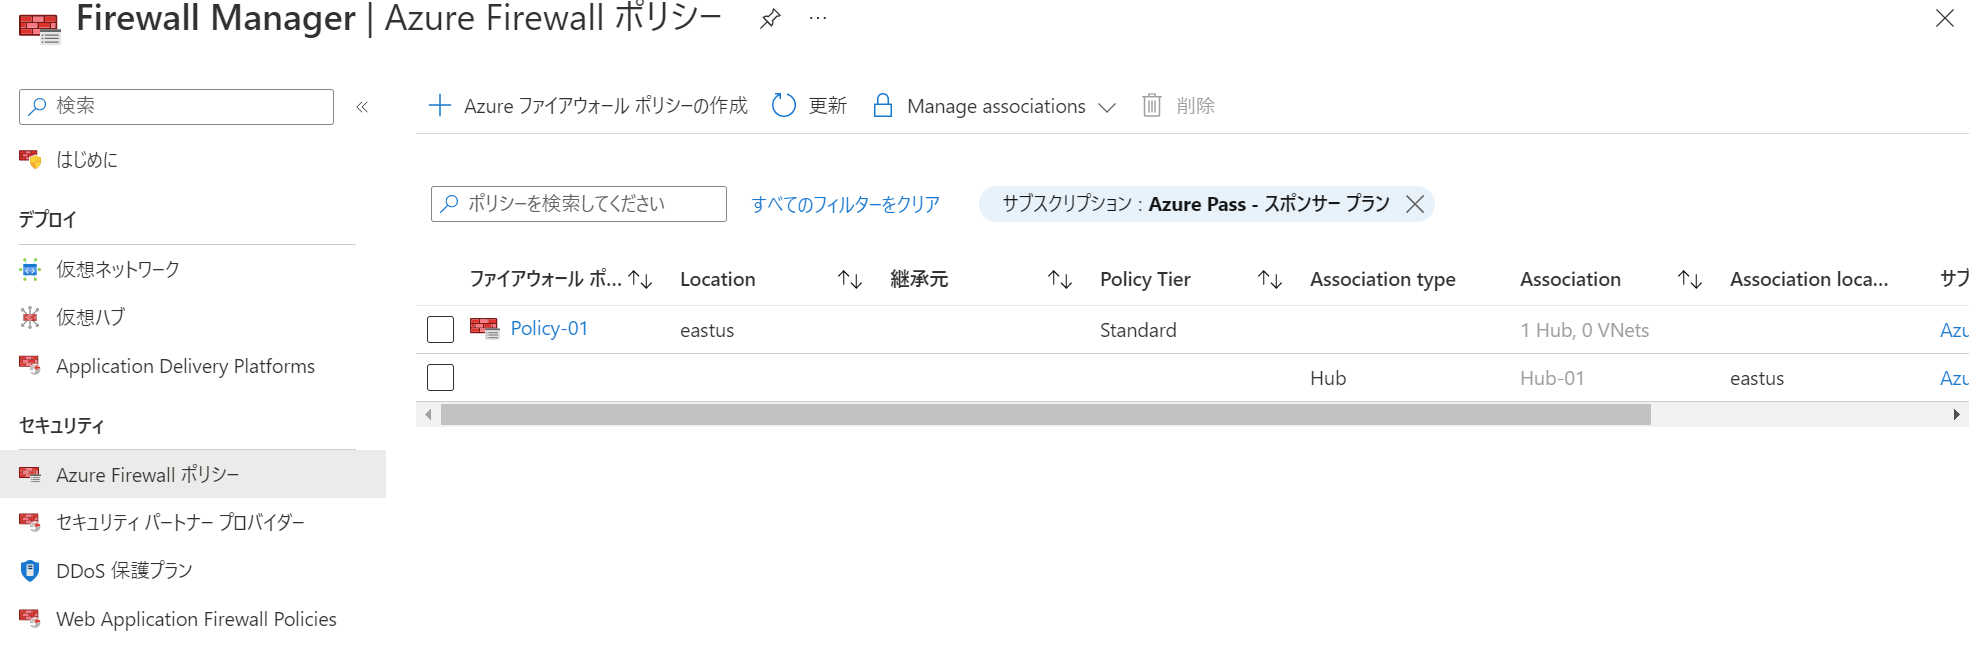 Firewall Manager | Azure Firewall ポリシー
検索
はじめに
デプロイ
仮想ネットワーク
仮想ハブ
Application Delivery Platforms
セキュリティ
Azure Firewall ポリシー
セキュリティ パートナー プロバイダー
DDoS 保護プラン
Web Application Firewall Policies
Azure ファイアウォール ポリシーの作成 更新 Manage associations 削除
ポリシーを検索してください すべてのフィルターをクリア サブスクリプション : Azure Pass - スポンサー プラン
ファイアウォール ポ... Location 継承元 Policy Tier Association type Association Association loca... サブ
Policy-01 eastus Standard 1 Hub, 0 VNets Azu
Hub Hub-01 eastus Azu